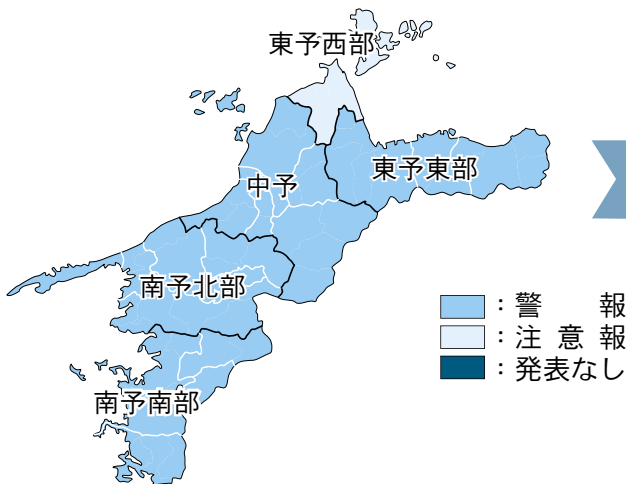 東予西部
東予東部
中予
南予北部
南予南部
：警　報
：注 意 報
：発表なし